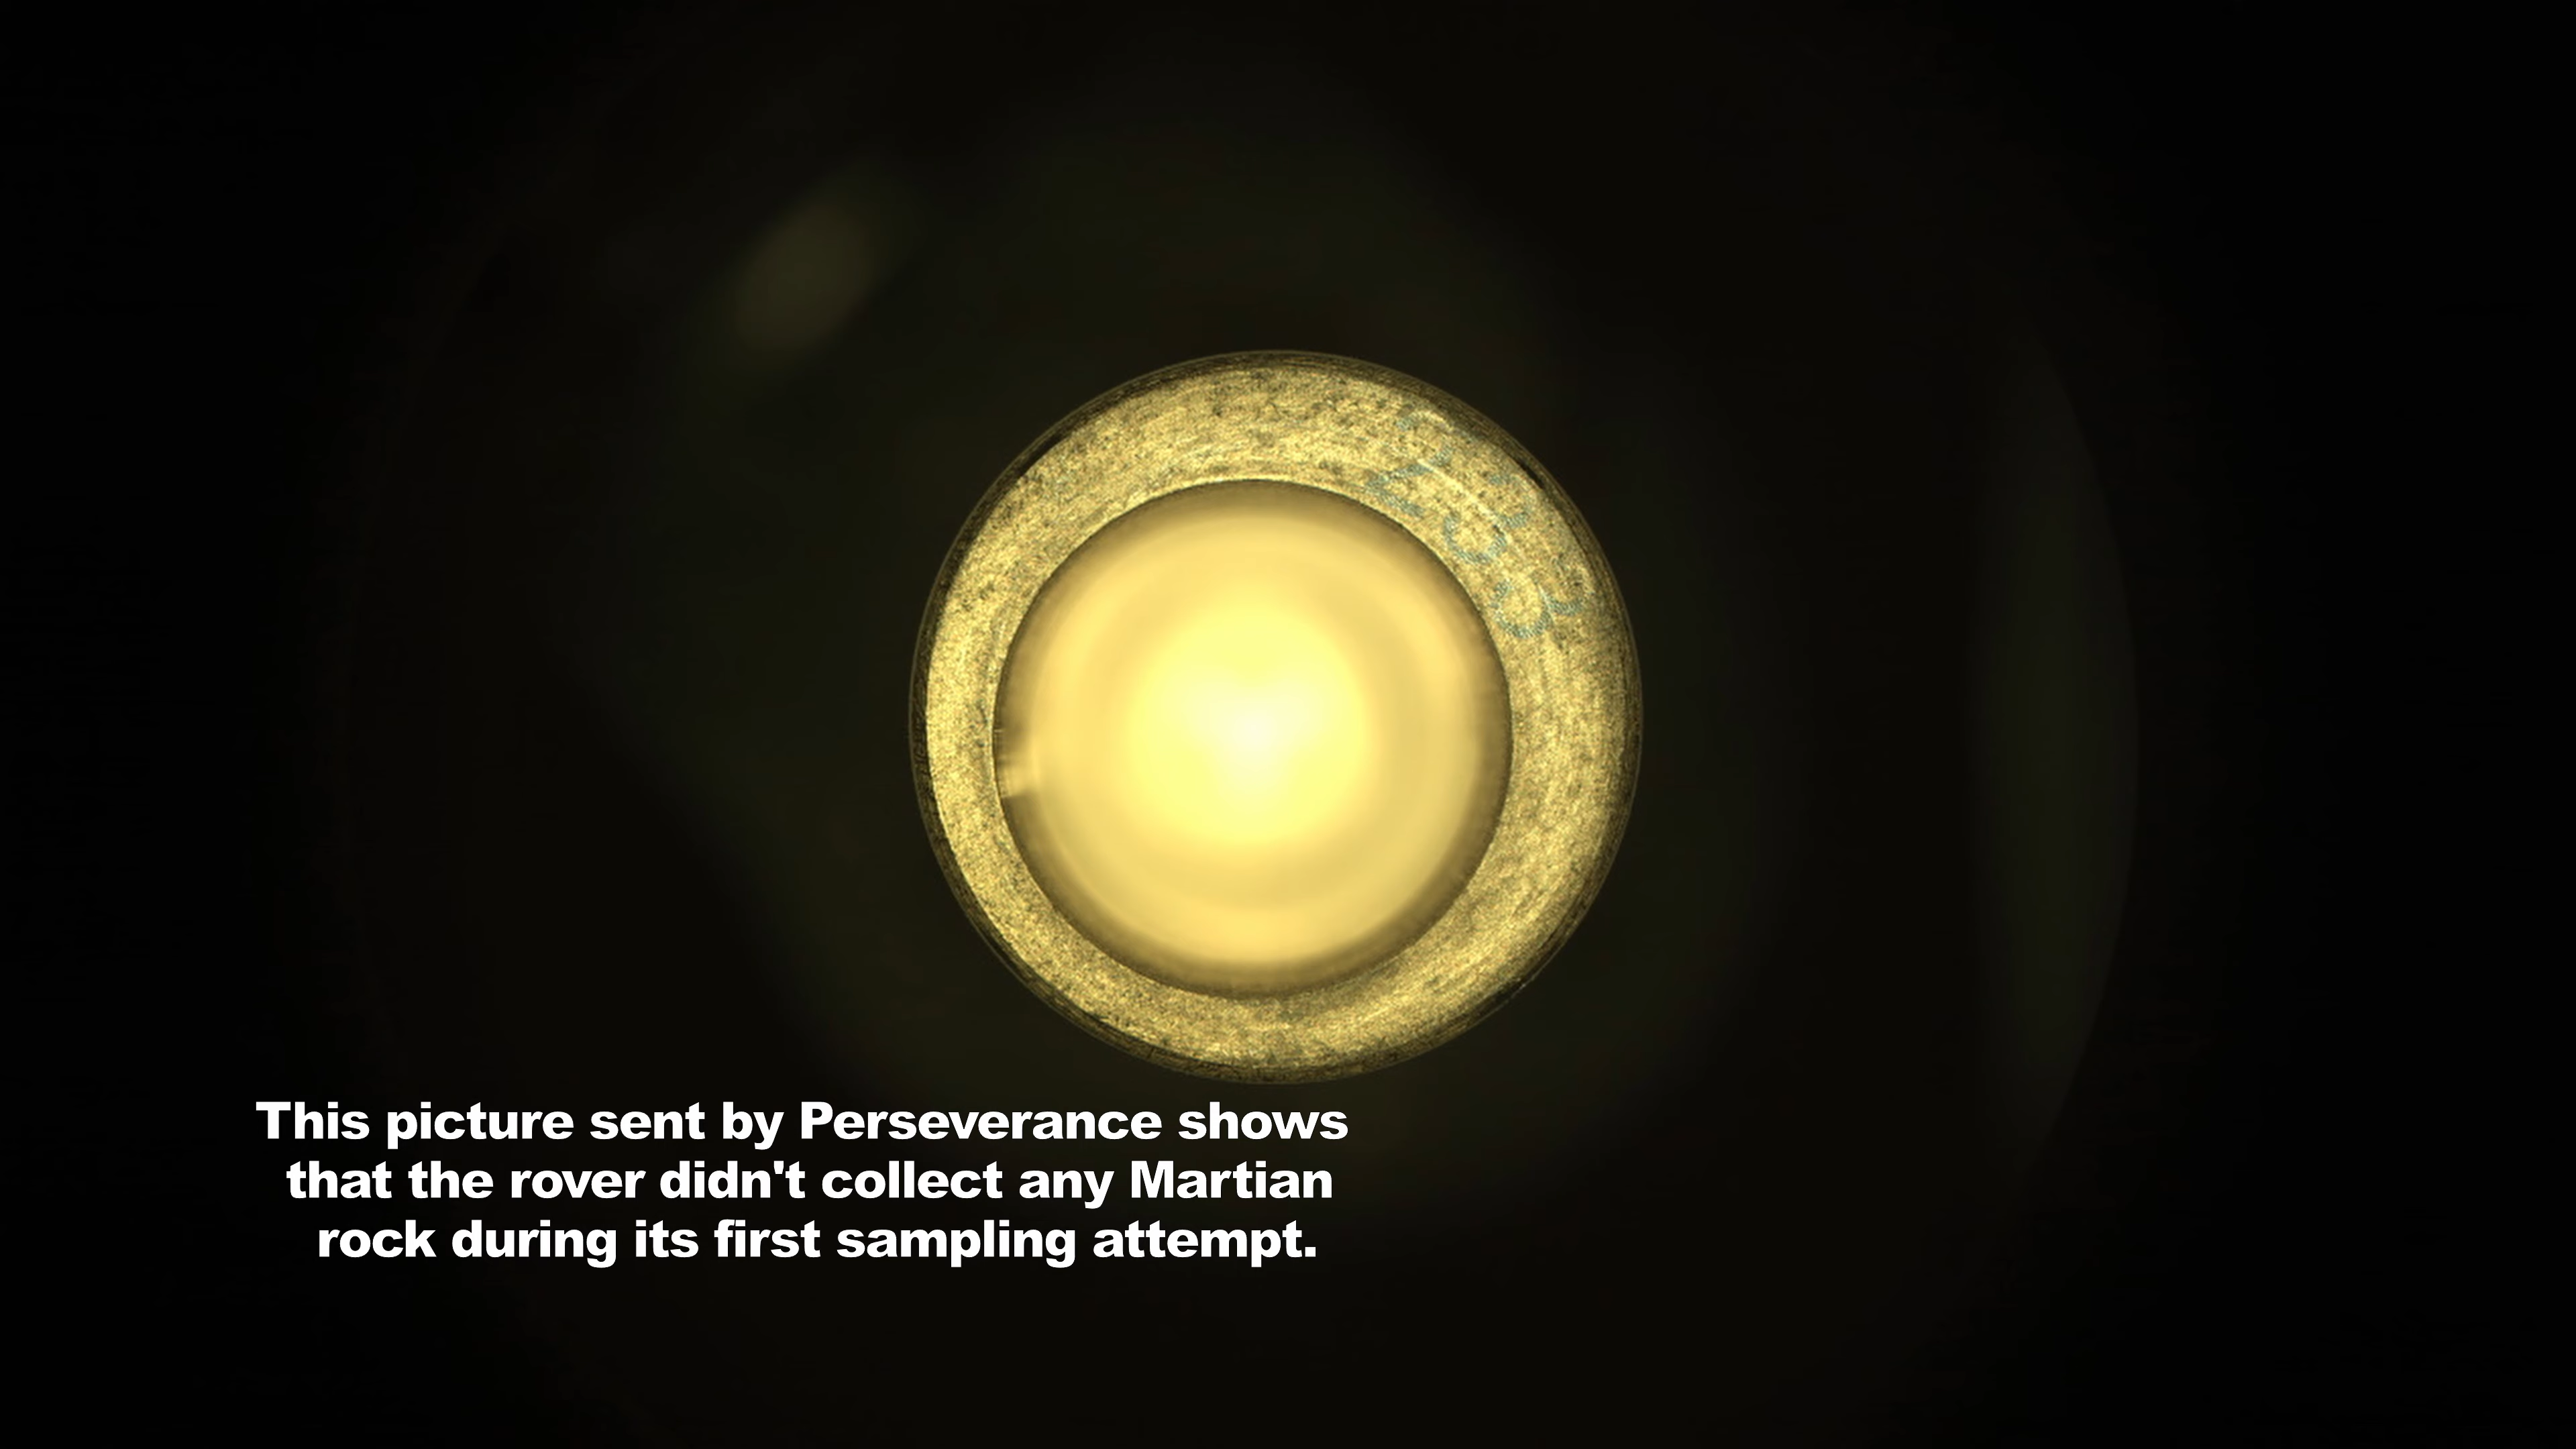 233
This picture sent by Perseverance shows
that the rover didn't collect any Martian
rock during its first sampling attempt.